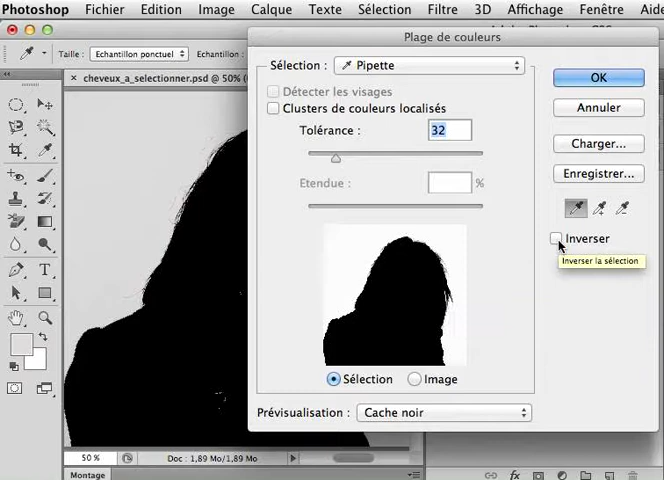 Photoshop Fichier Edition Image Calque Texte Sélection Filtre 3D Affichage Fenêtre Aide
Plage de couleurs
Taille : Echantillon ponctuel Echantillon :
cheveux_a_selectionner.psd @ 50%
Sélection : Pipette
OK
Détecter les visages
Clusters de couleurs localisés
Annuler
Tolérance : 32
Charger...
Enregistrer...
Etendue : %
Inverser
Inverser la sélection
Sélection Image
Prévisualisation : Cache noir
50 % Doc : 1,89 Mo/1,89 Mo
Montage
fx